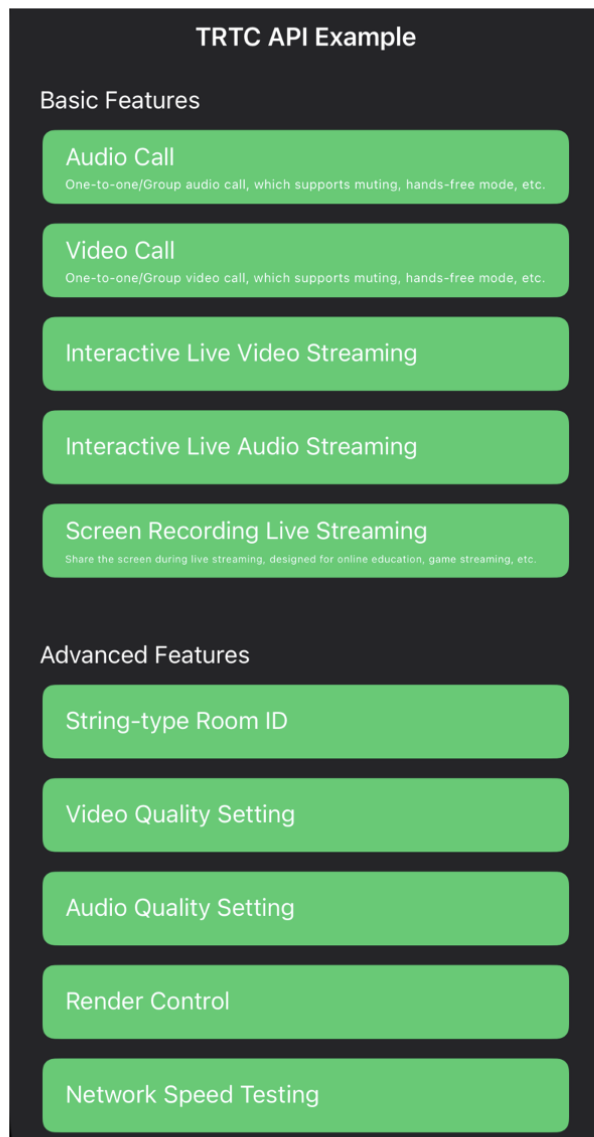 TRTC API Example
Basic Features
Audio Call
One-to-one/Group audio call, which supports muting, hands-free mode, etc.
Video Call
One-to-one/Group video call, which supports muting, hands-free mode, etc.
Interactive Live Video Streaming
Interactive Live Audio Streaming
Screen Recording Live Streaming
Share the screen during live streaming, designed for online education, game streaming, etc.
Advanced Features
String-type Room ID
Video Quality Setting
Audio Quality Setting
Render Control
Network Speed Testing